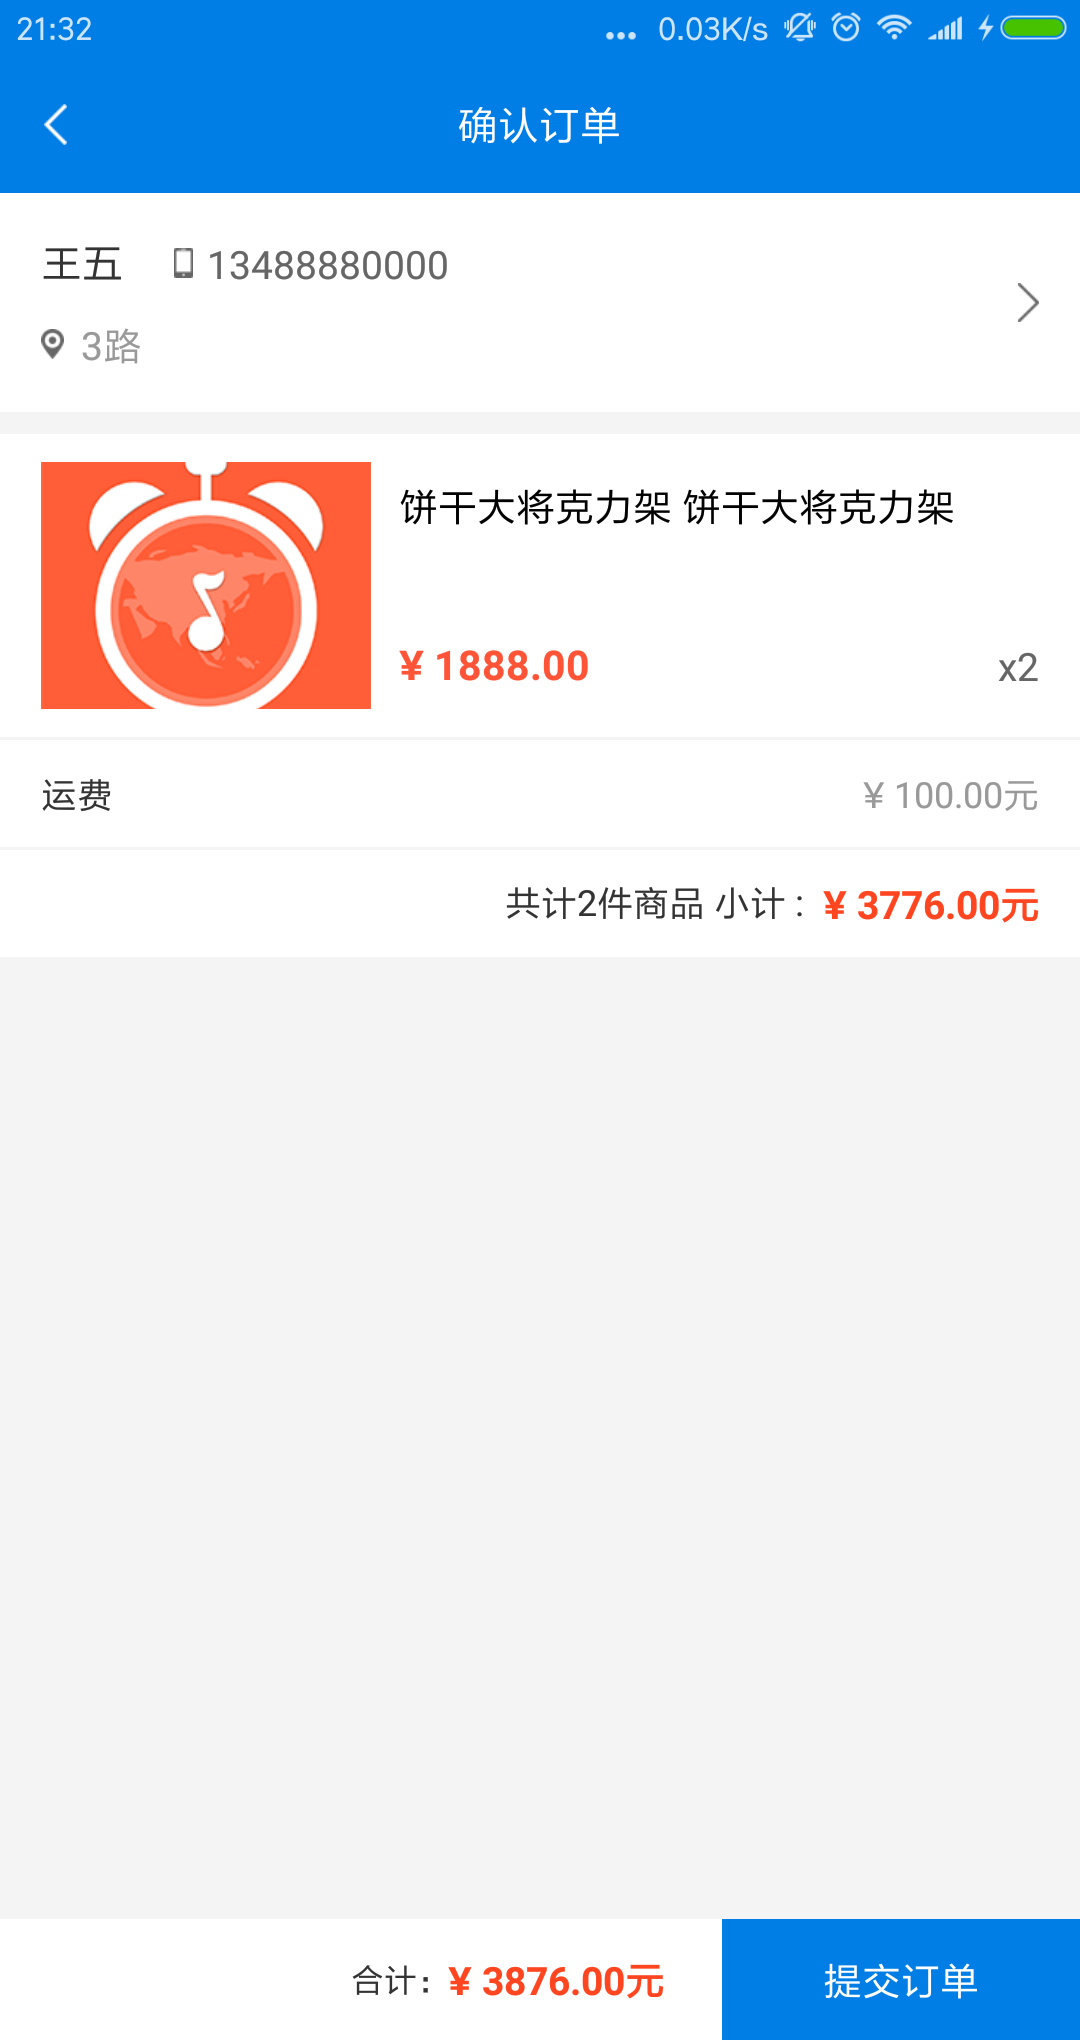 21:32 ... 0.03K/s
确认订单
王五 13488880000
3路
饼干大将克力架 饼干大将克力架
¥ 1888.00 x2
运费 ¥ 100.00元
共计2件商品 小计 : ¥ 3776.00元
合计: ¥ 3876.00元 提交订单